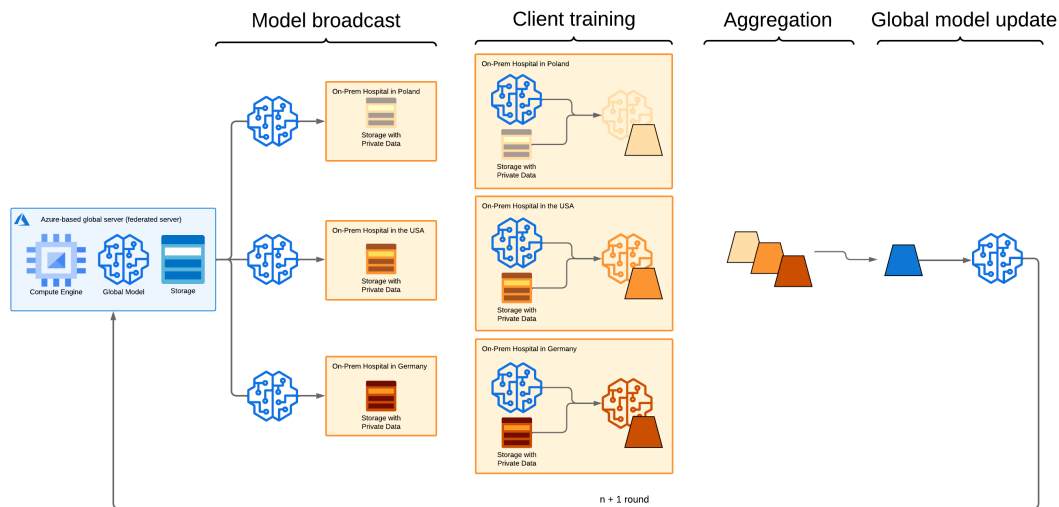 Model broadcast
Client training
Aggregation
Global model update
On-Prem Hospital in Poland
Storage with
Private Data
On-Prem Hospital in Poland
Storage with
Private Data
Azure-based global server (federated server)
Compute Engine
Global Model
Storage
On-Prem Hospital in the USA
Storage with
Private Data
On-Prem Hospital in the USA
Storage with
Private Data
On-Prem Hospital in Germany
Storage with
Private Data
On-Prem Hospital in Germany
Storage with
Private Data
n + 1 round